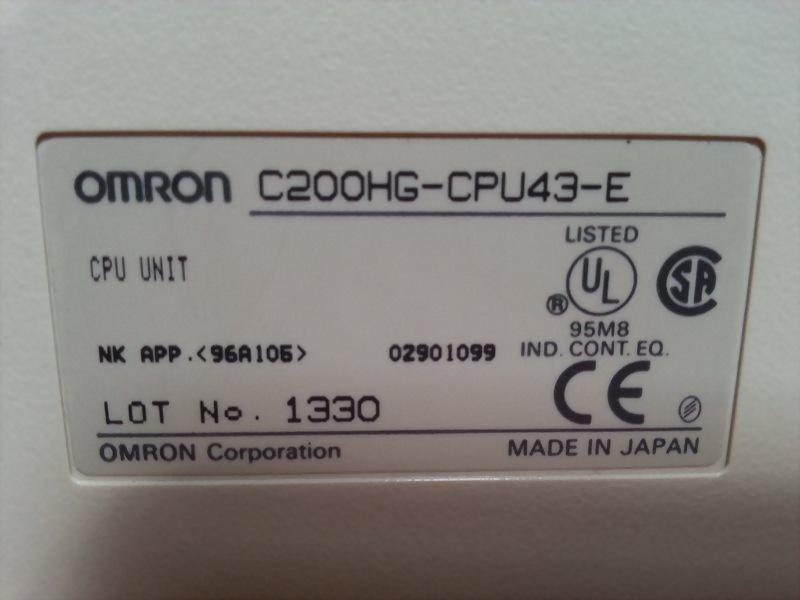 OMRON C200HG-CPU43-E
LISTED
CPU UNIT
UL
SA
®
95M8
NK APP.<96A105> 02901099 IND. CONT. EQ.
CE
LOT No. 1330
OMRON Corporation MADE IN JAPAN